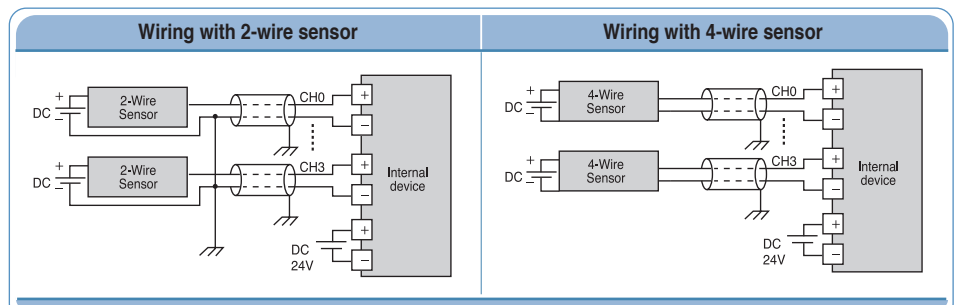 Wiring with 2-wire sensor
Wiring with 4-wire sensor
+
DC
−
2-Wire
Sensor
CH0
+
−
+
DC
−
2-Wire
Sensor
CH3
+
−
Internal
device
DC
24V
+
−
+
DC
−
4-Wire
Sensor
CH0
+
−
+
DC
−
4-Wire
Sensor
CH3
+
−
Internal
device
DC
24V
+
−